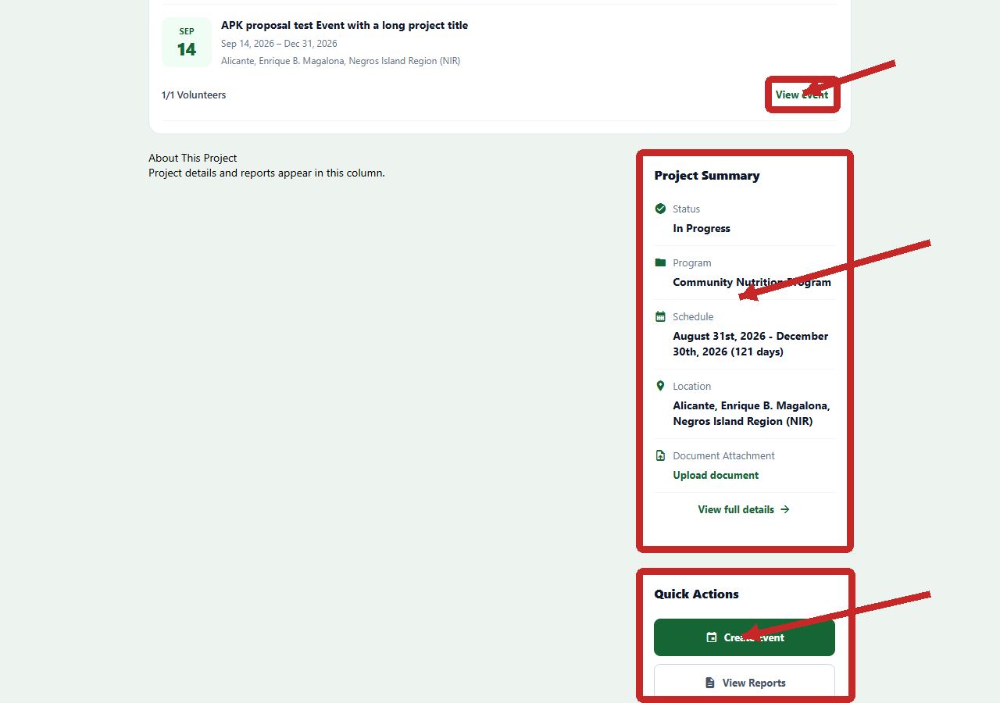 SEP
14
APK proposal test Event with a long project title
Sep 14, 2026 – Dec 31, 2026
Alicante, Enrique B. Magalona, Negros Island Region (NIR)
1/1 Volunteers
View event
About This Project
Project details and reports appear in this column.
Project Summary
Status
In Progress
Program
Community Nutrition Program
Schedule
August 31st, 2026 - December
30th, 2026 (121 days)
Location
Alicante, Enrique B. Magalona,
Negros Island Region (NIR)
Document Attachment
Upload document
View full details
Quick Actions
Create Event
View Reports